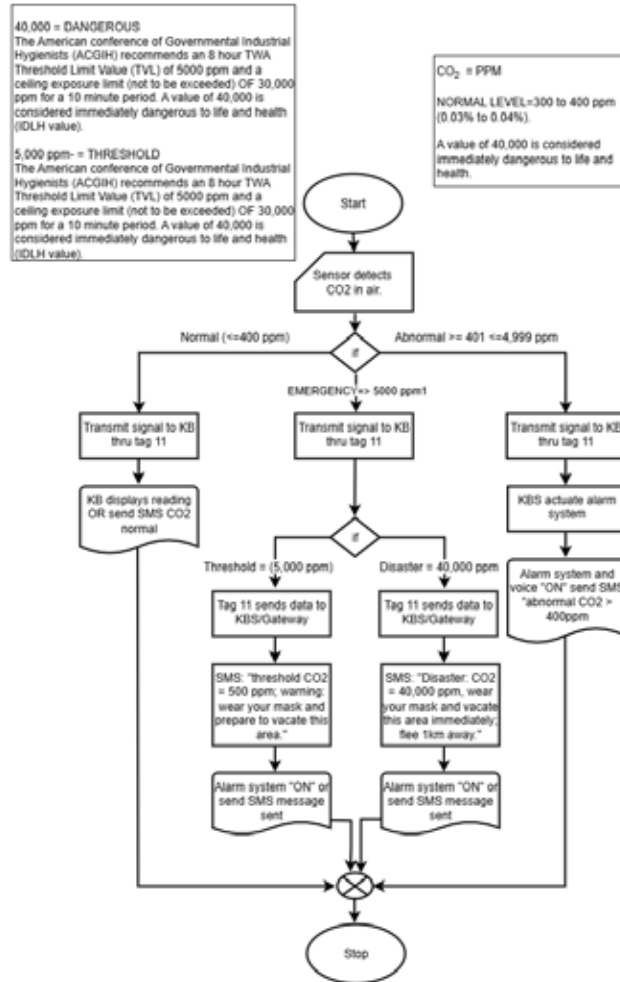 40,000 = DANGEROUS
The American conference of Governmental Industrial
Hygienists (ACGIH) recommends an 8 hour TWA
Threshold Limit Value (TVL) of 5000 ppm and a
ceiling exposure limit (not to be exceeded) OF 30,000
ppm for a 10 minute period. A value of 40,000 is
considered immediately dangerous to life and health
(IDLH value).
5,000 ppm- = THRESHOLD
The American conference of Governmental Industrial
Hygienists (ACGIH) recommends an 8 hour TWA
Threshold Limit Value (TVL) of 5000 ppm and a
ceiling exposure limit (not to be exceeded) OF 30,000
ppm for a 10 minute period. A value of 40,000 is
considered immediately dangerous to life and health
(IDLH value).
CO₂ = PPM
NORMAL LEVEL=300 to 400 ppm
(0.03% to 0.04%).
A value of 40,000 is considered
immediately dangerous to life and
health.
Start
Sensor detects
CO2 in air.
Normal (<=400 ppm)
if
Abnormal >= 401 <=4,999 ppm
EMERGENCY=> 5000 ppm1
Transmit signal to KB
thru tag 11
Transmit signal to KB
thru tag 11
Transmit signal to KB
thru tag 11
KB displays reading
OR send SMS CO2
normal
KBS actuate alarm
system
if
Threshold = (5,000 ppm)
Disaster = 40,000 ppm
Alarm system and
voice "ON" send SMS
"abnormal CO2 >
400ppm
Tag 11 sends data to
KBS/Gateway
Tag 11 sends data to
KBS/Gateway
SMS: "threshold CO2
= 500 ppm; warning:
wear your mask and
prepare to vacate this
area."
SMS: "Disaster: CO2
= 40,000 ppm, wear
your mask and vacate
this area immediately;
flee 1km away."
Alarm system "ON" or
send SMS message
sent
Alarm system "ON" or
send SMS message
sent
Stop